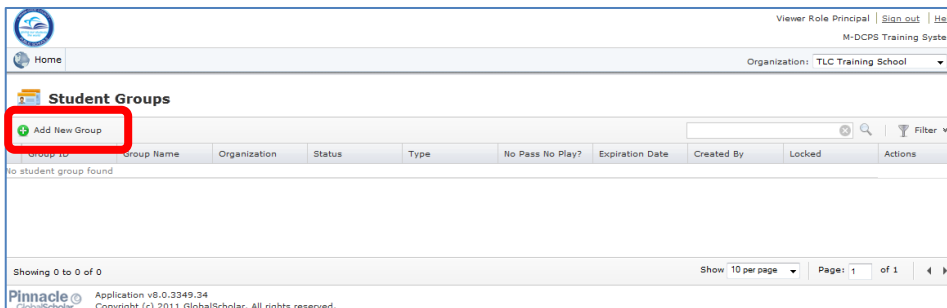 Viewer Role Principal | Sign out | He
M-DCPS Training Syste
Home
Organization: TLC Training School
Student Groups
Add New Group
Filter
Group ID Group Name Organization Status Type No Pass No Play? Expiration Date Created By Locked Actions
No student group found
Showing 0 to 0 of 0
Show 10 per page Page: 1 of 1
Pinnacle Application v8.0.3349.34
GlobalScholar Copyright (c) 2011 GlobalScholar. All rights reserved.